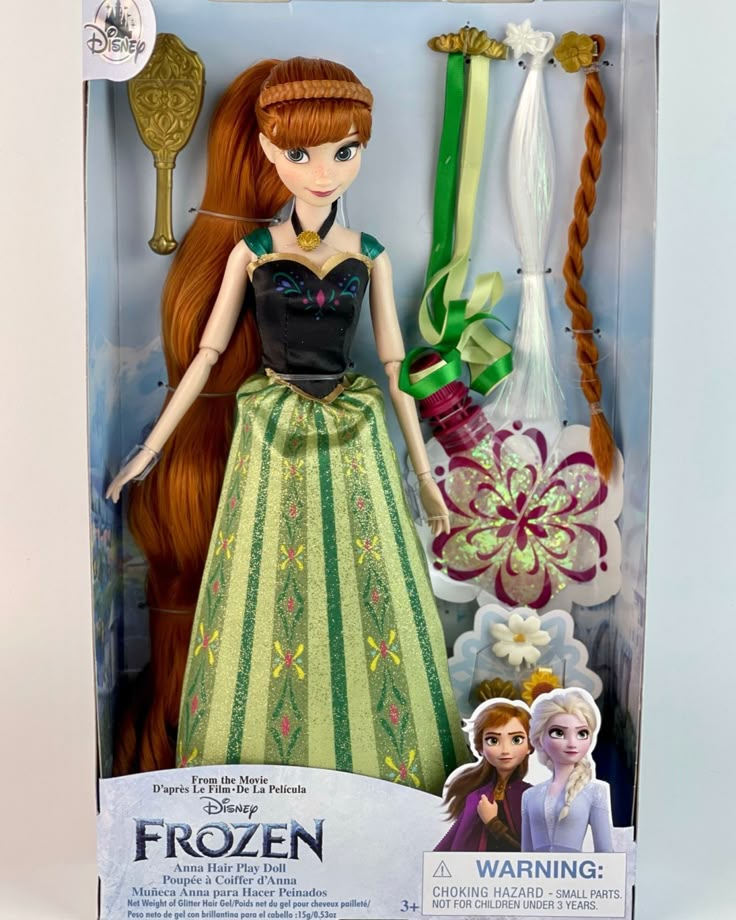 Disney
From the Movie
D'après Le Film · De La Película
Disney
FROZEN
Anna Hair Play Doll
Poupée à Coiffer d'Anna
Muñeca Anna para Hacer Peinados
Net Weight of Glitter Hair Gel/Poids net du gel pour cheveux pailleté/
Peso neto de gel con brillantina para el cabello :15g/0.53oz
3+
WARNING:
CHOKING HAZARD - SMALL PARTS.
NOT FOR CHILDREN UNDER 3 YEARS.